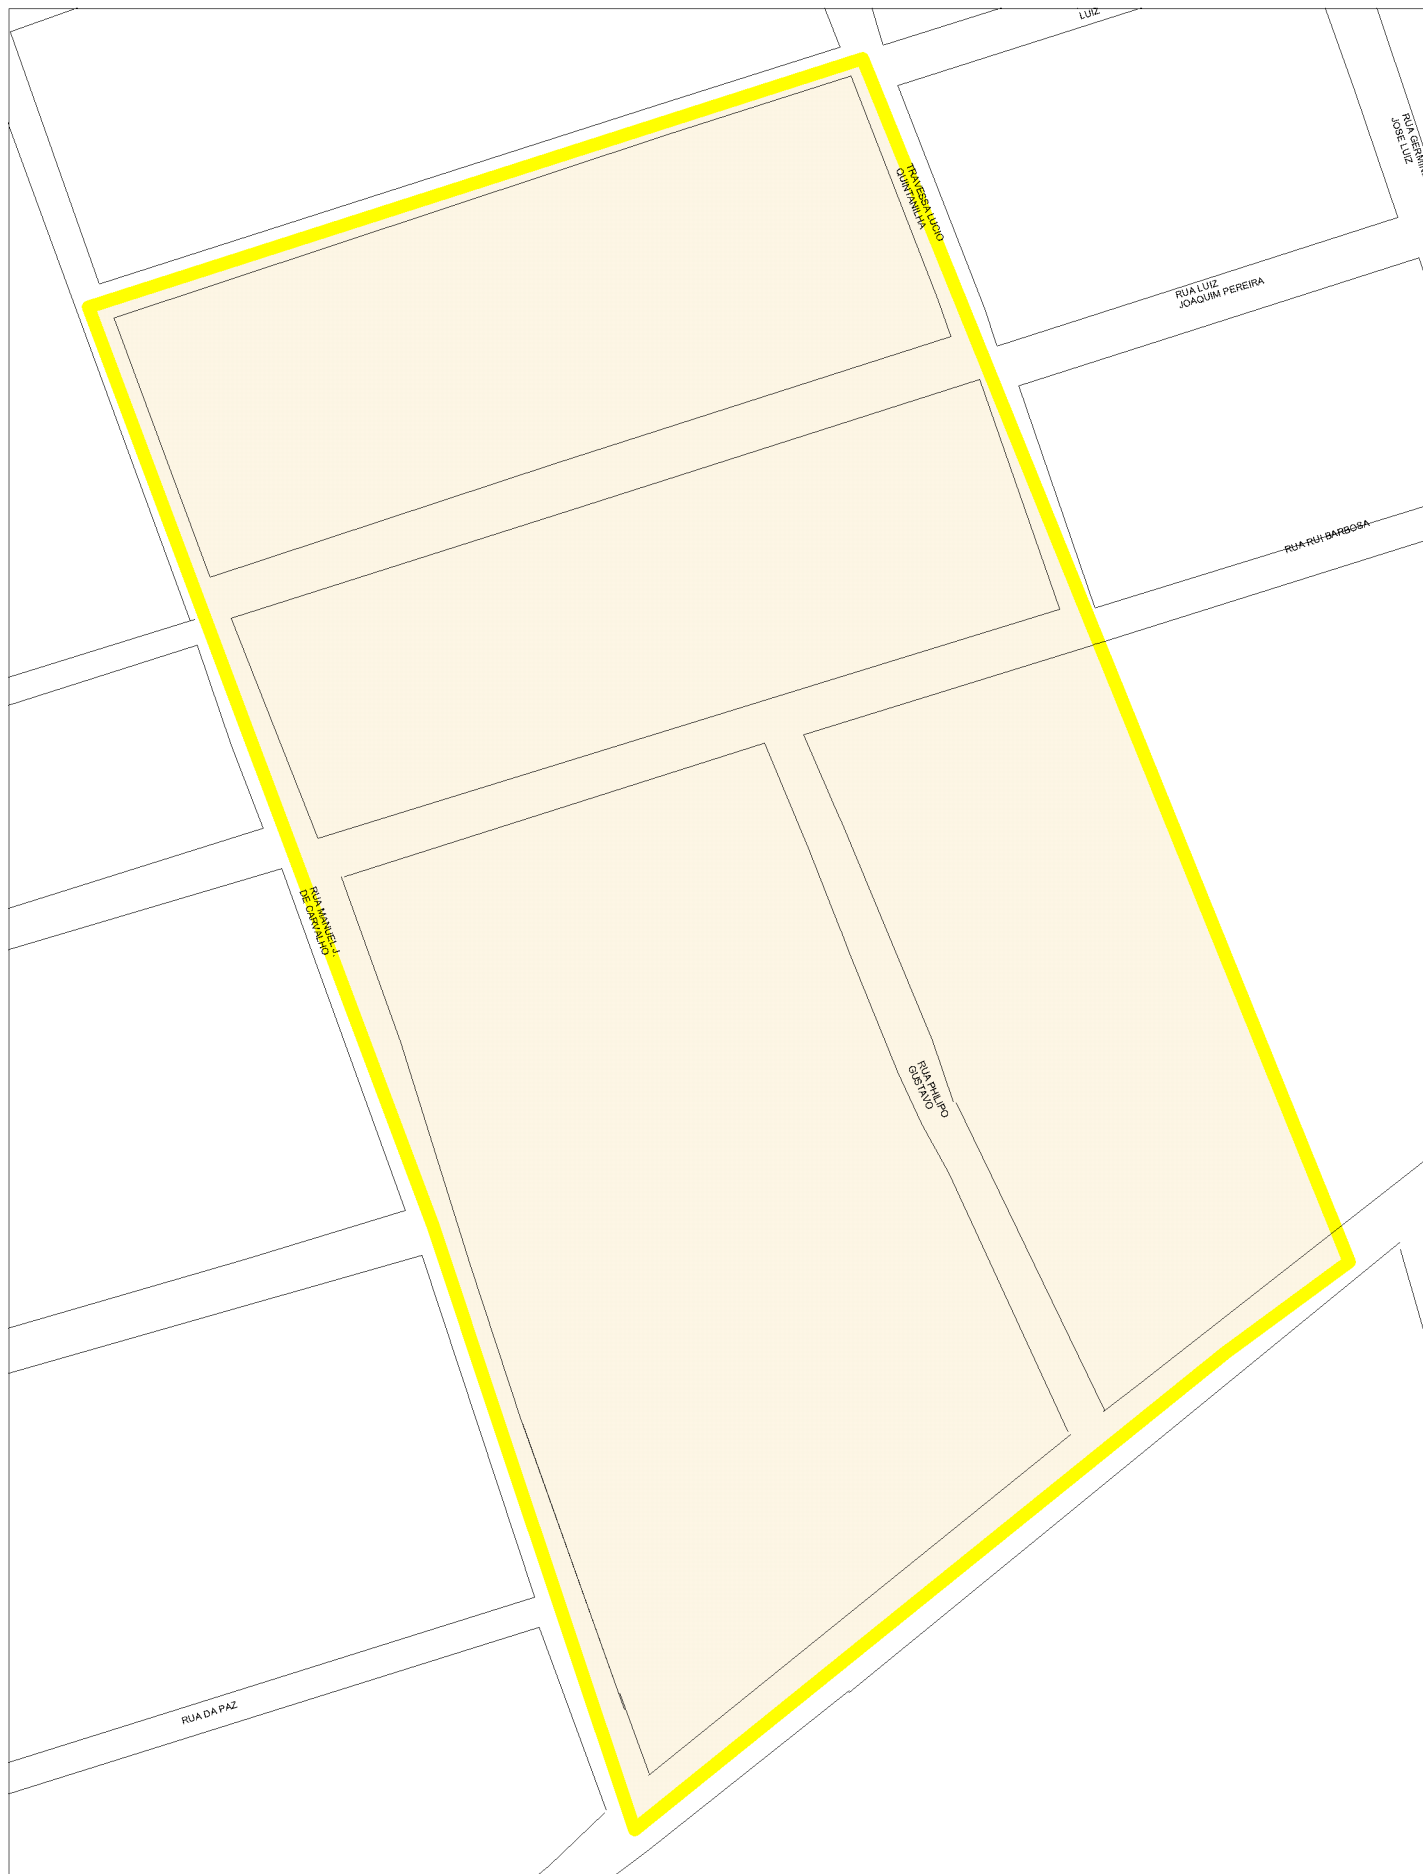 LUIZ
RUA GERMIN
JOSE LUIZ
TRAVESSA LUCIO
QUINTANILHA
RUA LUIZ
JOAQUIM PEREIRA
RUA RUI BARBOSA
RUA MANUEL J.
DE CARVALHO
RUA PHILIPO
GUSTAVO
RUA DA PAZ